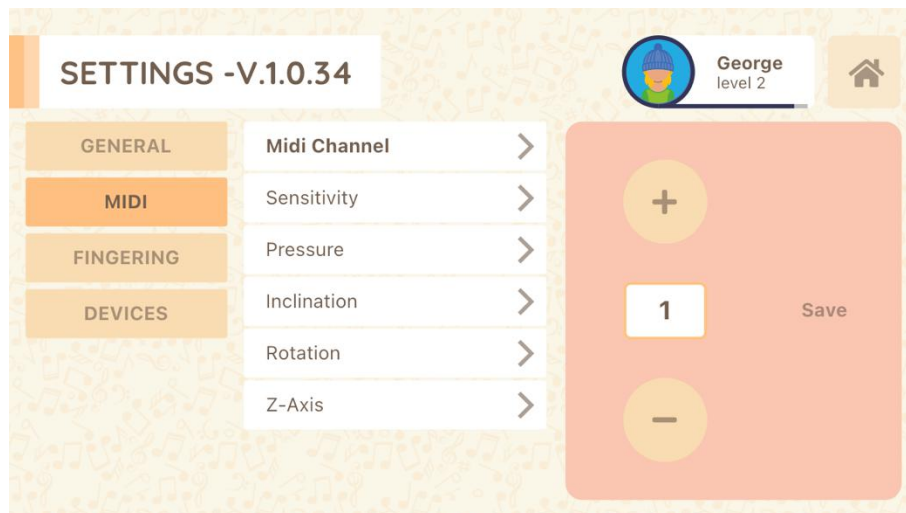 SETTINGS -V.1.0.34
George
level 2
GENERAL
MIDI
FINGERING
DEVICES
Midi Channel
Sensitivity
Pressure
Inclination
Rotation
Z-Axis
+
1
Save
−